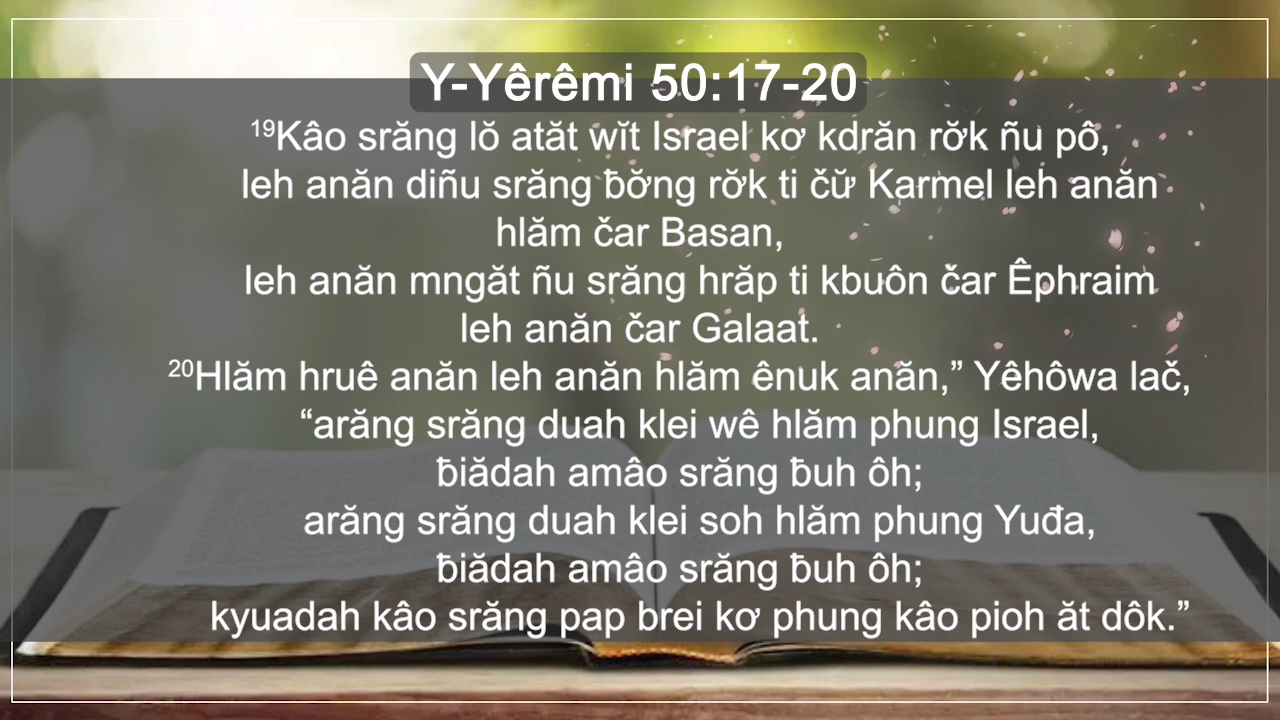 Y-Yêrêmi 50:17-20
19Kâo srăng lŏ atăt wĭt Israel kơ kdrăn rơ̆k ñu pô,
leh anăn diñu srăng ƀơ̆ng rơ̆k ti čư̆ Karmel leh anăn
hlăm čar Basan,
leh anăn mngăt ñu srăng hrăp ti kbuôn čar Êphraim
leh anăn čar Galaat.
20Hlăm hruê anăn leh anăn hlăm ênuk anăn,” Yêhôwa lač,
“arăng srăng duah klei wê hlăm phung Israel,
ƀiădah amâo srăng ƀuh ôh;
arăng srăng duah klei soh hlăm phung Yuđa,
ƀiădah amâo srăng ƀuh ôh;
kyuadah kâo srăng pap brei kơ phung kâo pioh ăt dôk.”